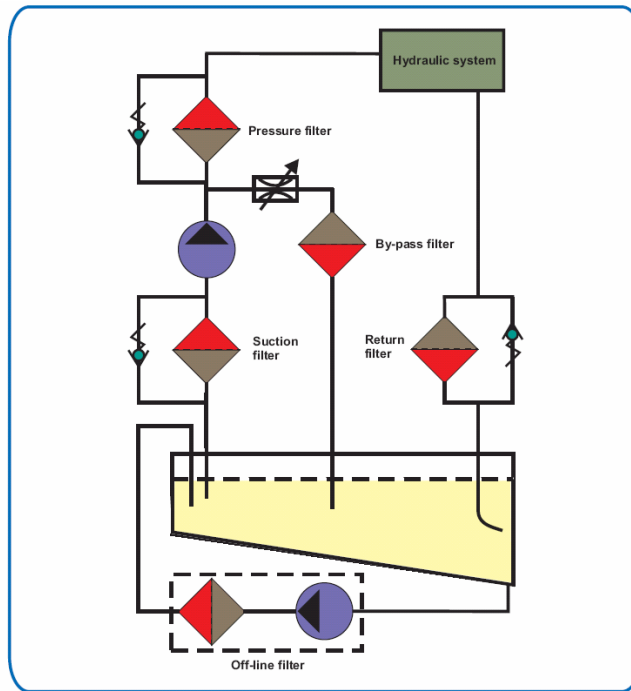 Hydraulic system
Pressure filter
By-pass filter
Suction
filter
Return
filter
Off-line filter